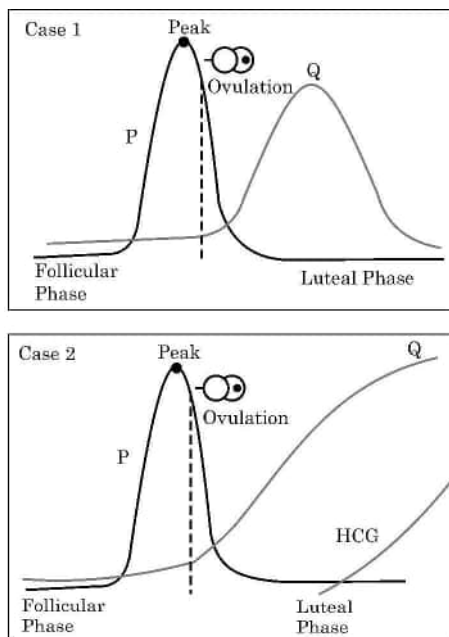 Case 1
Peak
Ovulation
P
Q
Follicular
Phase
Luteal Phase
Case 2
Peak
Q
Ovulation
P
HCG
Follicular
Phase
Luteal
Phase